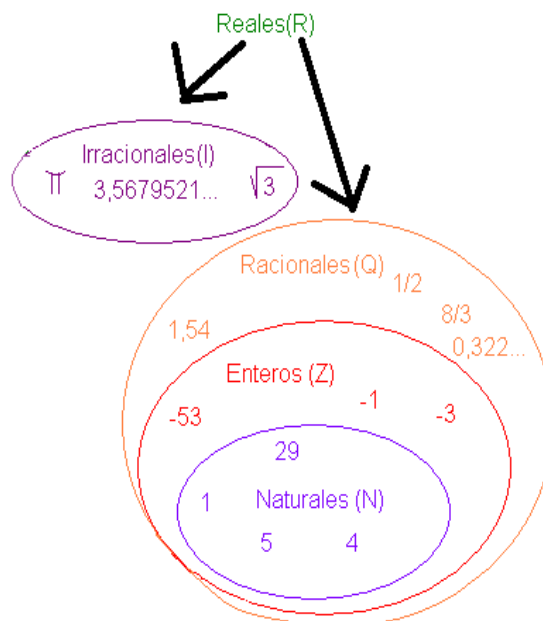 Reales(R)
Irracionales(I)
π 3,5679521... √3
Racionales(Q)
1/2
8/3
1,54
0,322...
Enteros (Z)
-53 -1 -3
29
1 Naturales (N)
5 4